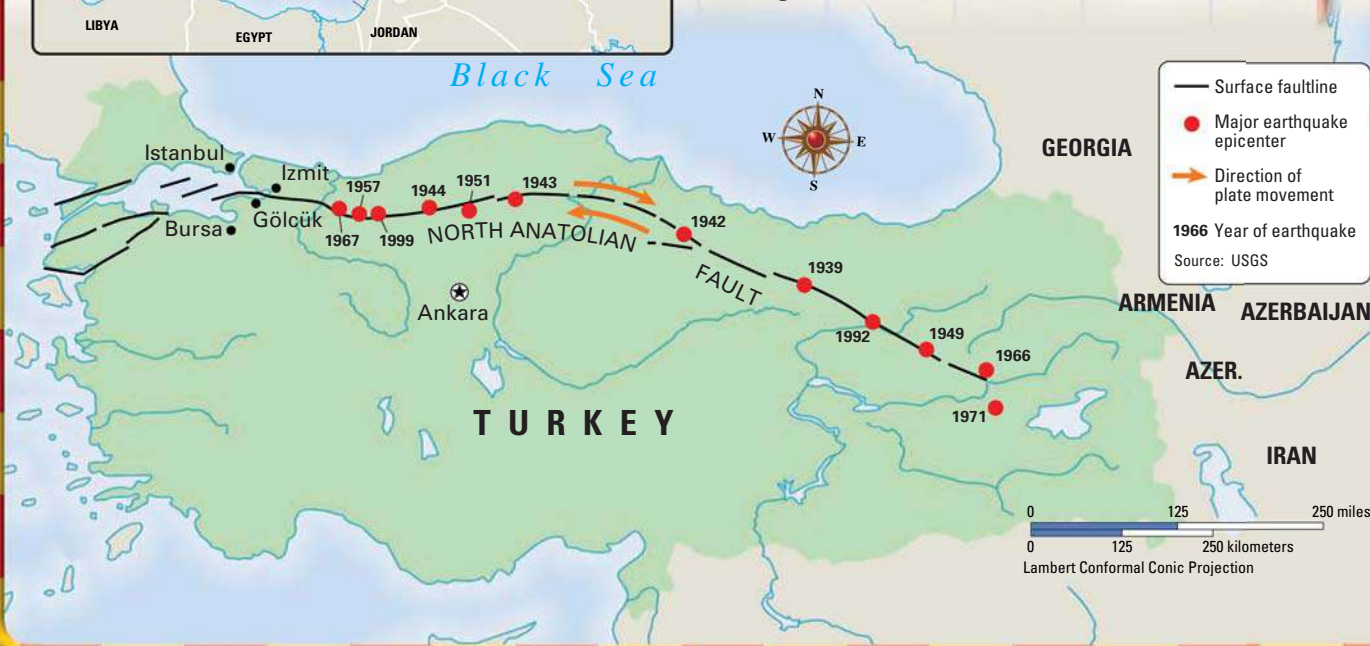 LIBYA
EGYPT
JORDAN
Black Sea
N
W
E
S
GEORGIA
Surface faultline
Major earthquake
epicenter
Direction of
plate movement
1966 Year of earthquake
Source: USGS
Istanbul
Izmit
Gölcük
Bursa
1957
1944
1951
1943
1967
1999
NORTH ANATOLIAN
FAULT
1942
1939
Ankara
1992
1949
1966
1971
ARMENIA
AZERBAIJAN
AZER.
TURKEY
IRAN
0 125 250 miles
0 125 250 kilometers
Lambert Conformal Conic Projection